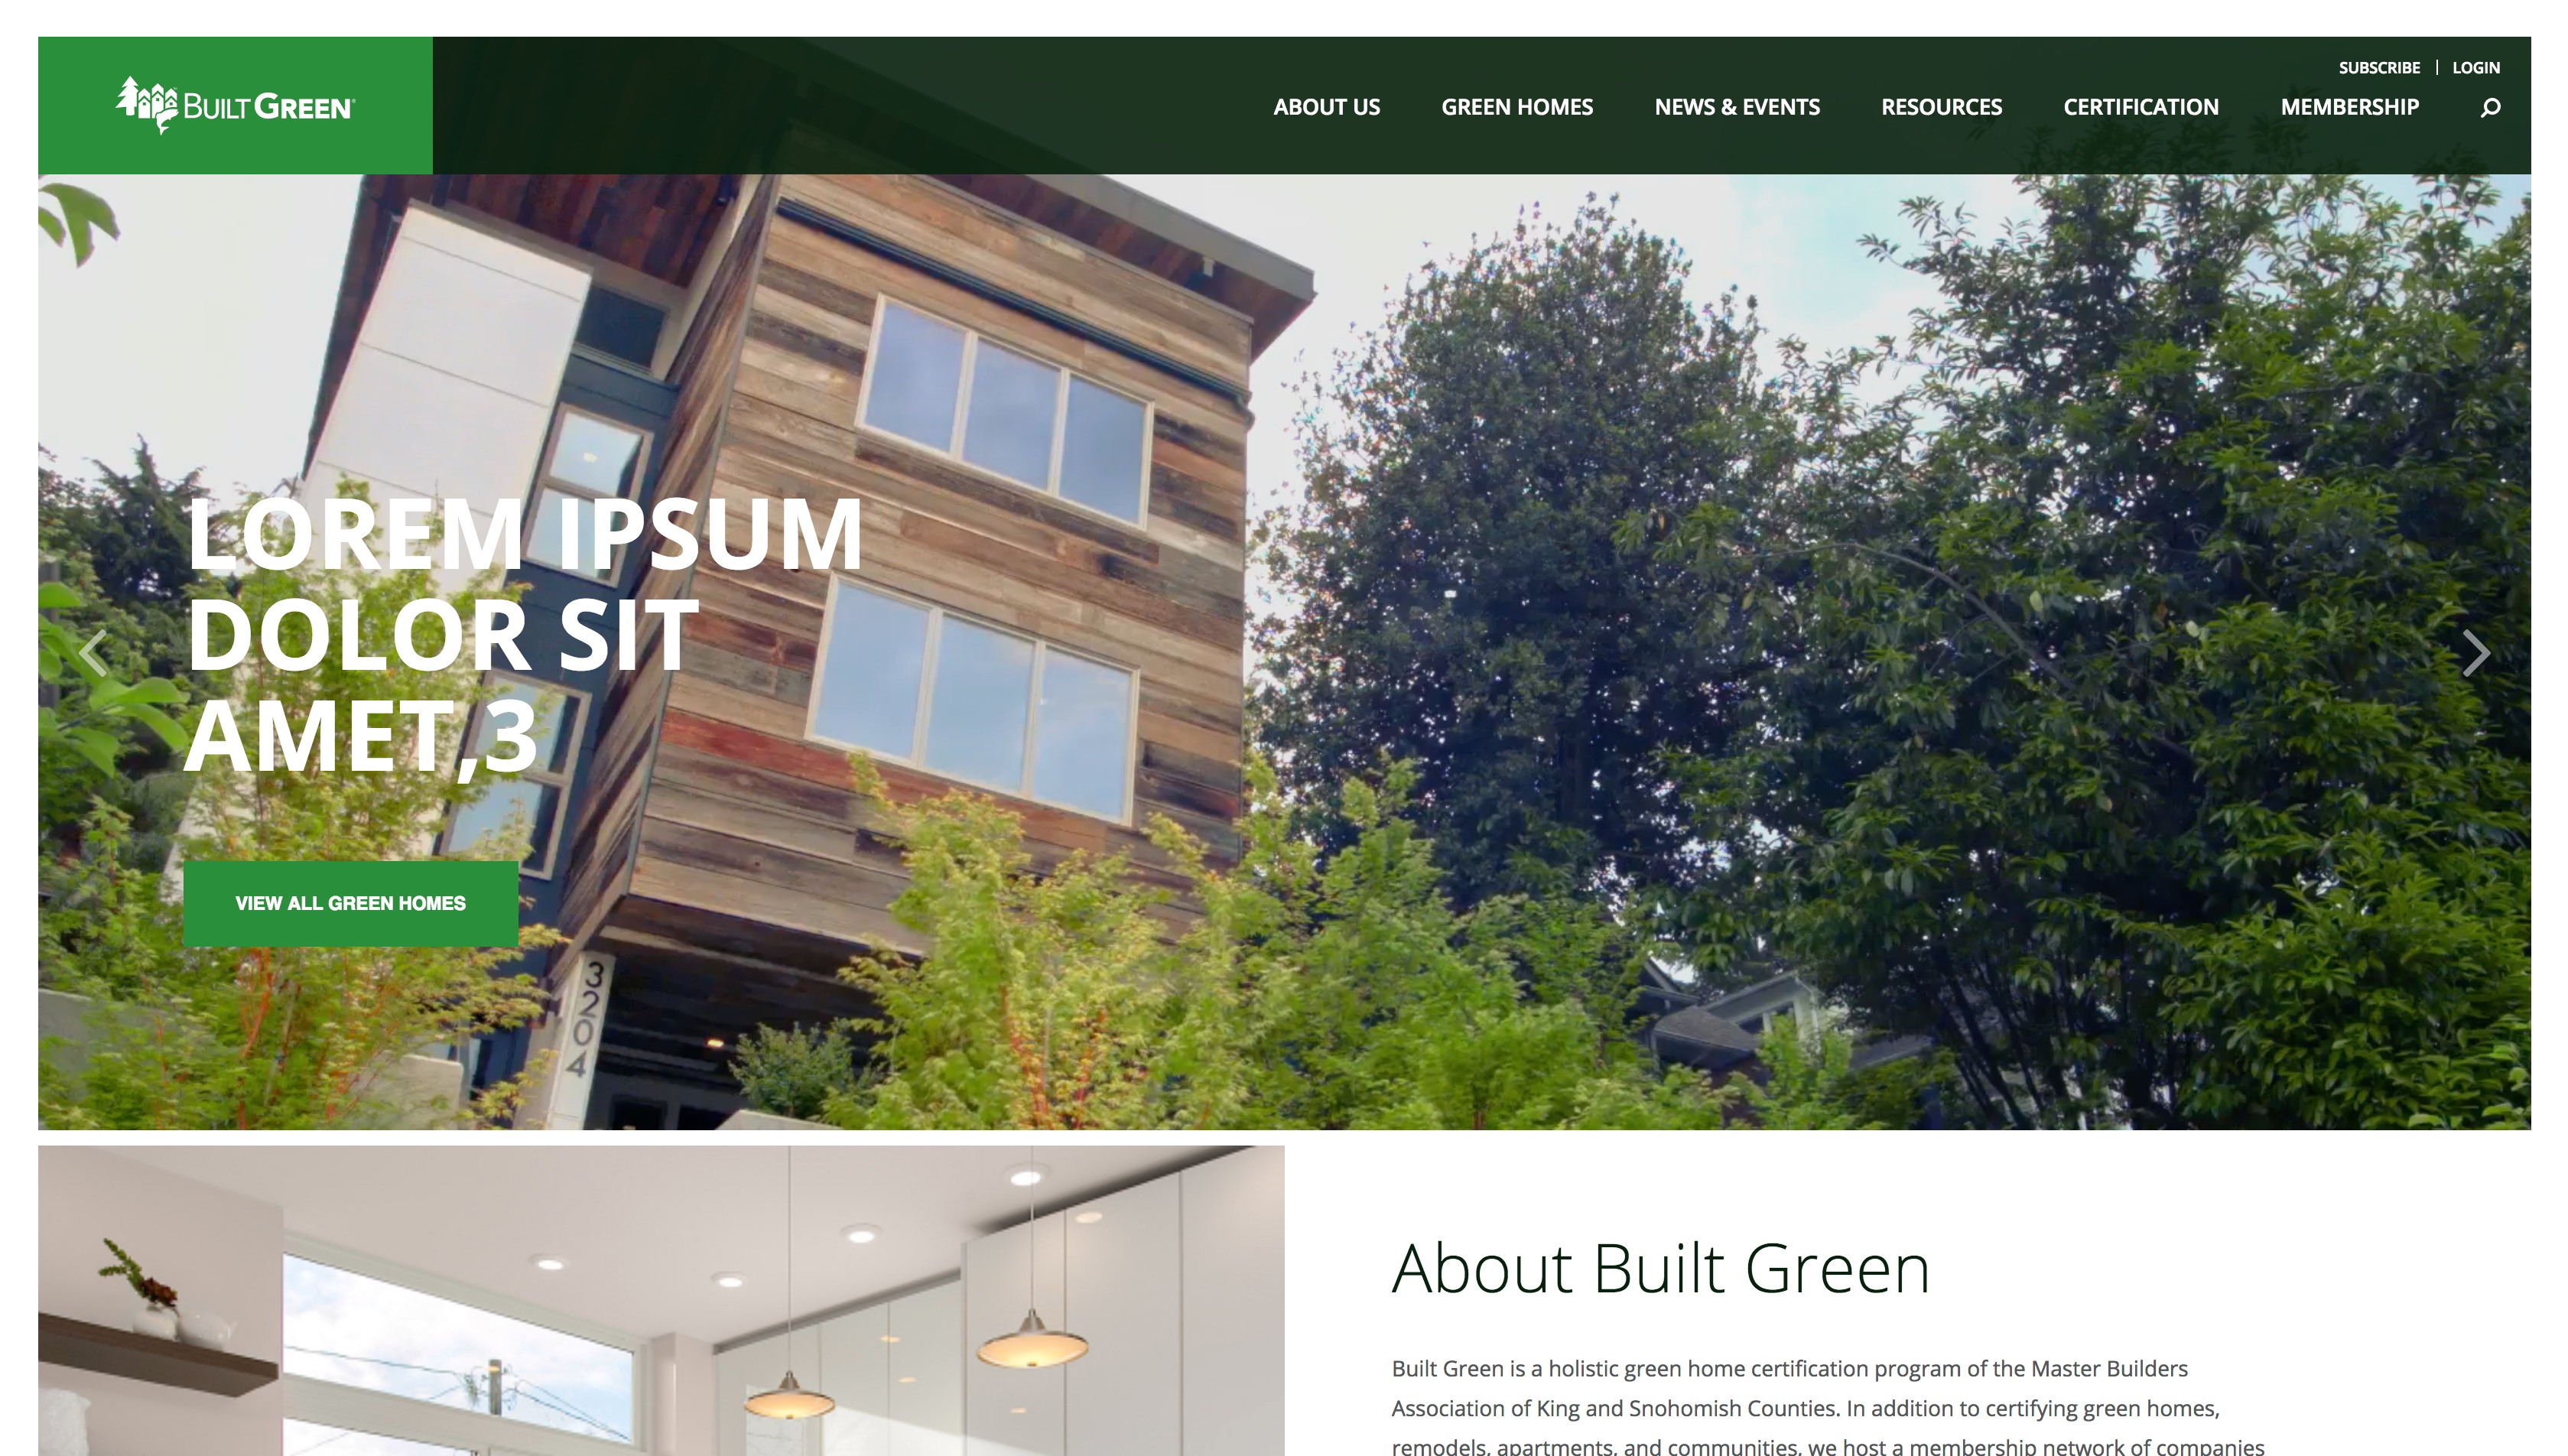 SUBSCRIBE | LOGIN
BUILT GREEN®
ABOUT US GREEN HOMES NEWS & EVENTS RESOURCES CERTIFICATION MEMBERSHIP
LOREM IPSUM
DOLOR SIT
AMET,3
VIEW ALL GREEN HOMES
3204
About Built Green
Built Green is a holistic green home certification program of the Master Builders
Association of King and Snohomish Counties. In addition to certifying green homes,
remodels, apartments, and communities, we host a membership network of companies